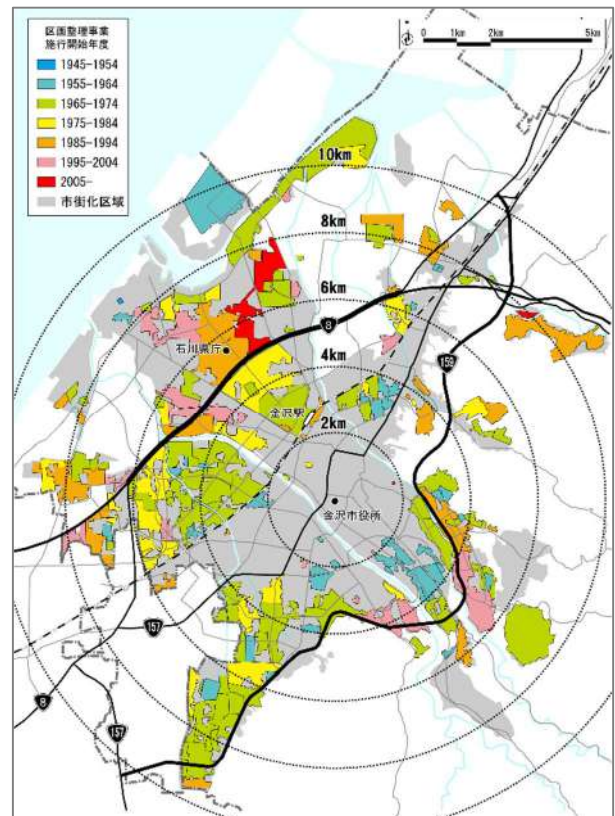 区画整理事業
施行開始年度
1945-1954
1955-1964
1965-1974
1975-1984
1985-1994
1995-2004
2005-
市街化区域
0 1km 2km 5km
10km
8km
6km
8
石川県庁
4km
159
金沢駅
2km
金沢市役所
157
8
157